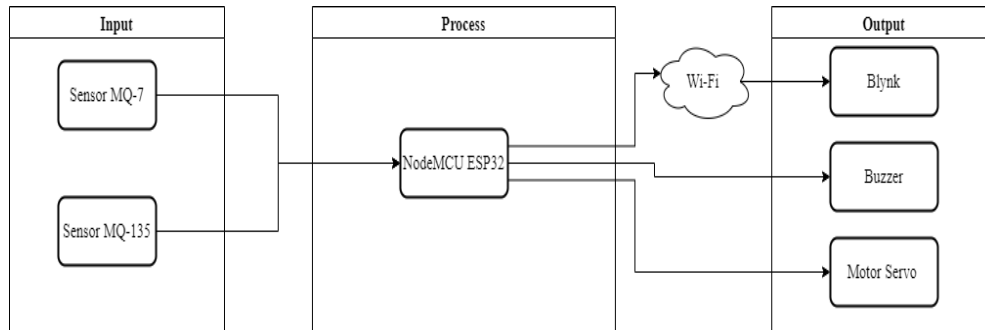 Input
Process
Output
Sensor MQ-7
Wi-Fi
Blynk
NodeMCU ESP32
Buzzer
Sensor MQ-135
Motor Servo